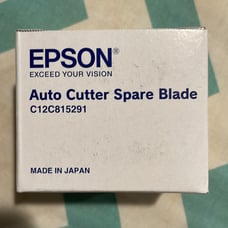 EPSON®
EXCEED YOUR VISION
Auto Cutter Spare Blade
C12C815291
MADE IN JAPAN